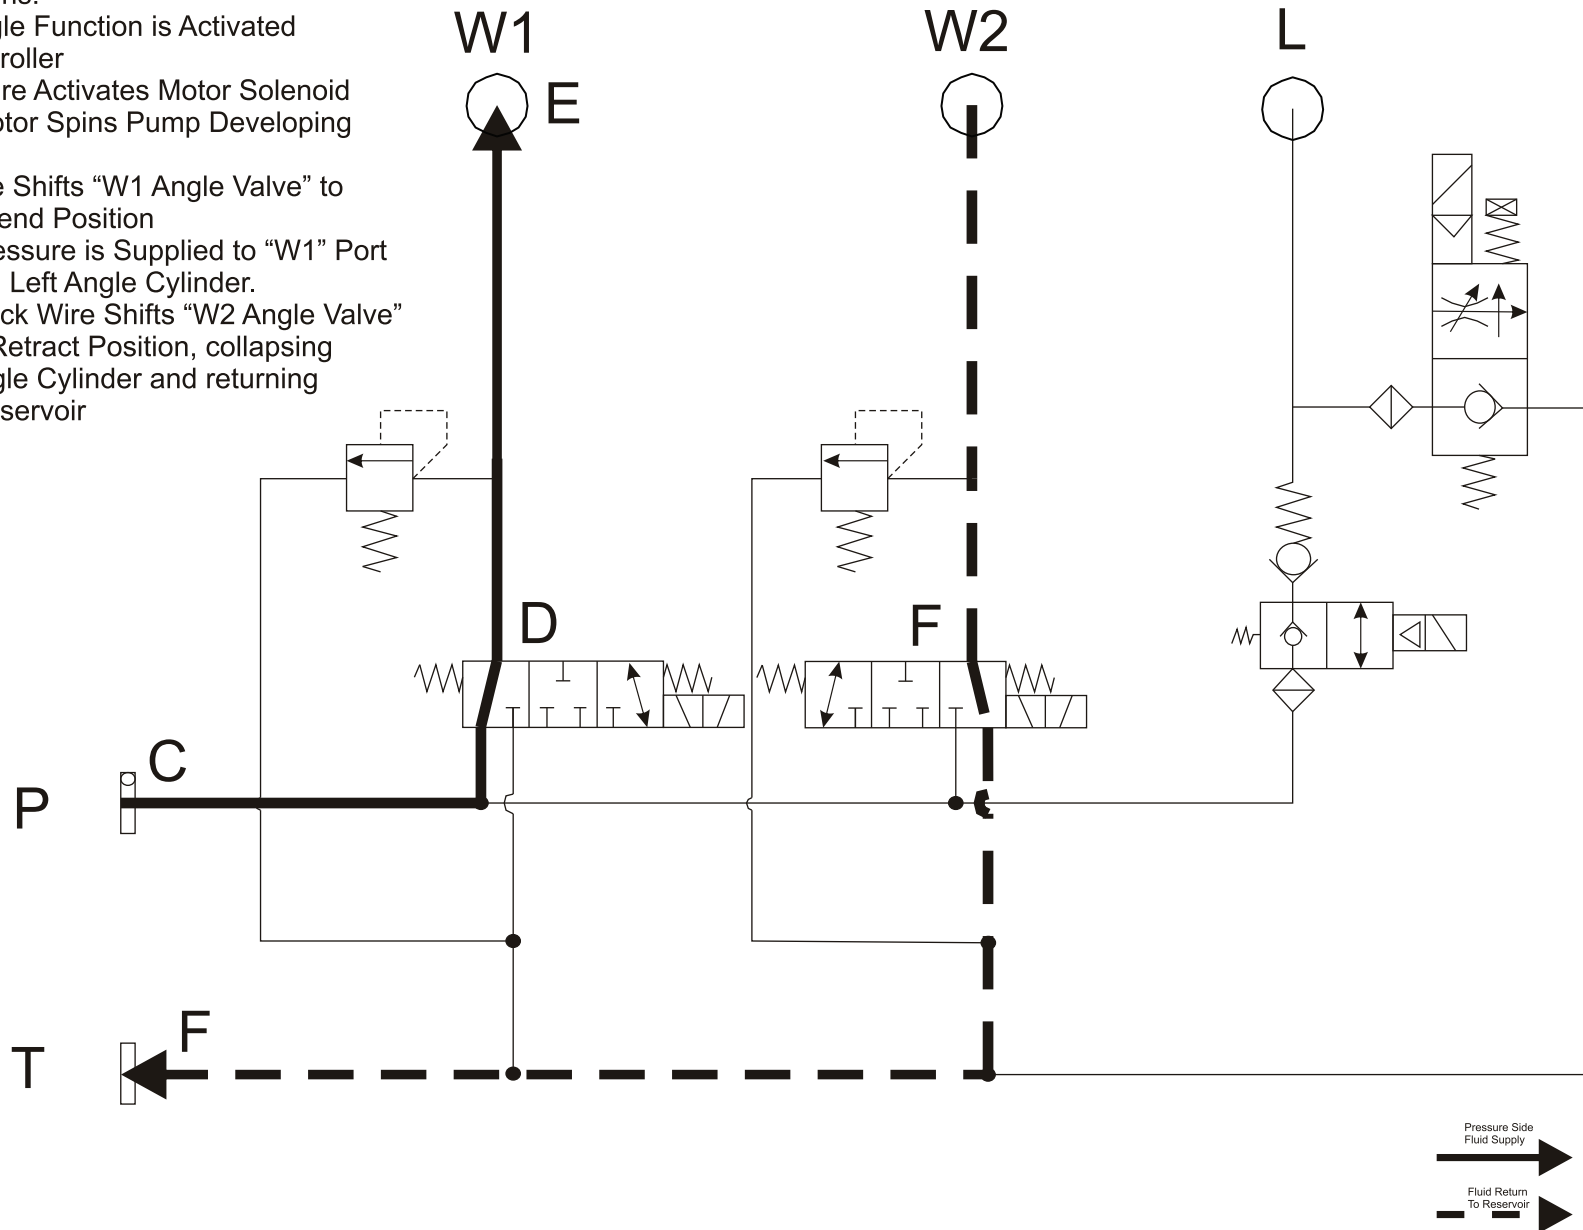 gle Function is Activated
roller
ire Activates Motor Solenoid
otor Spins Pump Developing
e Shifts “W1 Angle Valve” to
end Position
essure is Supplied to “W1” Port
Left Angle Cylinder.
ck Wire Shifts “W2 Angle Valve”
Retract Position, collapsing
gle Cylinder and returning
servoir
W1
W2
L
E
D
F
C
P
F
T
Pressure Side
Fluid Supply
Fluid Return
To Reservoir